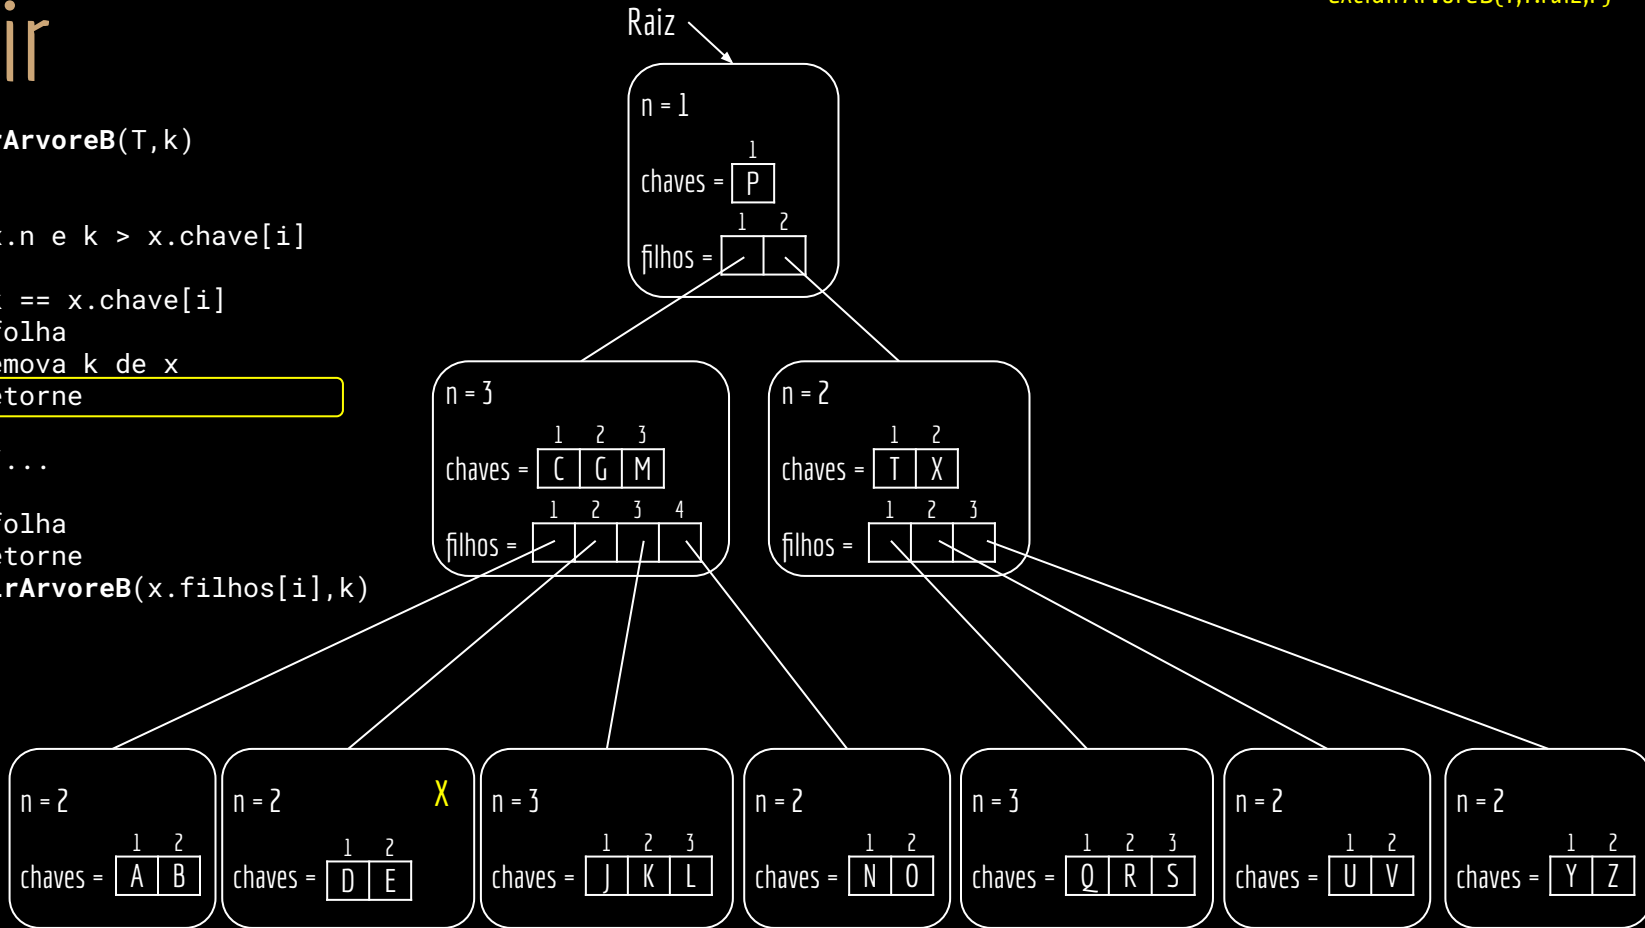 ir
Raiz
rArvoreB(T,k)
x.n e k > x.chave[i]
k == x.chave[i]
folha
emova k de x
etorne
...
folha
etorne
irArvoreB(x.filhos[i],k)
n = 1
1
chaves = P
1 2
filhos =
n = 3
1 2 3
chaves = C G M
1 2 3 4
filhos =
n = 2
1 2
chaves = T X
1 2 3
filhos =
n = 2
1 2
chaves = A B
n = 2
X
1 2
chaves = D E
n = 3
1 2 3
chaves = J K L
n = 2
1 2
chaves = N O
n = 3
1 2 3
chaves = Q R S
n = 2
1 2
chaves = U V
n = 2
1 2
chaves = Y Z